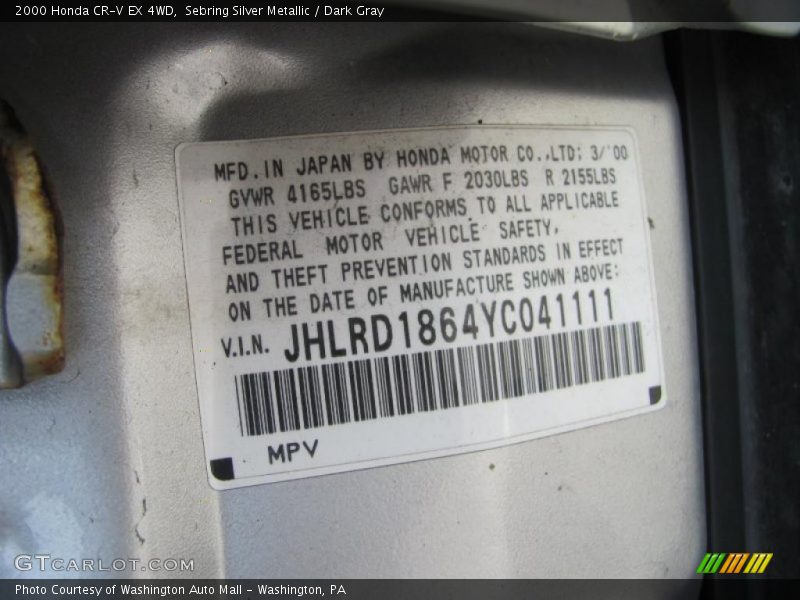 2000 Honda CR-V EX 4WD, Sebring Silver Metallic / Dark Gray
MFD. IN JAPAN BY HONDA MOTOR CO.,LTD; 3/'00
GVWR 4165LBS GAWR F 2030LBS R 2155LBS
THIS VEHICLE CONFORMS TO ALL APPLICABLE
FEDERAL MOTOR VEHICLE SAFETY,
AND THEFT PREVENTION STANDARDS IN EFFECT
ON THE DATE OF MANUFACTURE SHOWN ABOVE;
V.I.N. JHLRD1864YC041111
MPV
GTCARLOT.COM
Photo Courtesy of Washington Auto Mall - Washington, PA